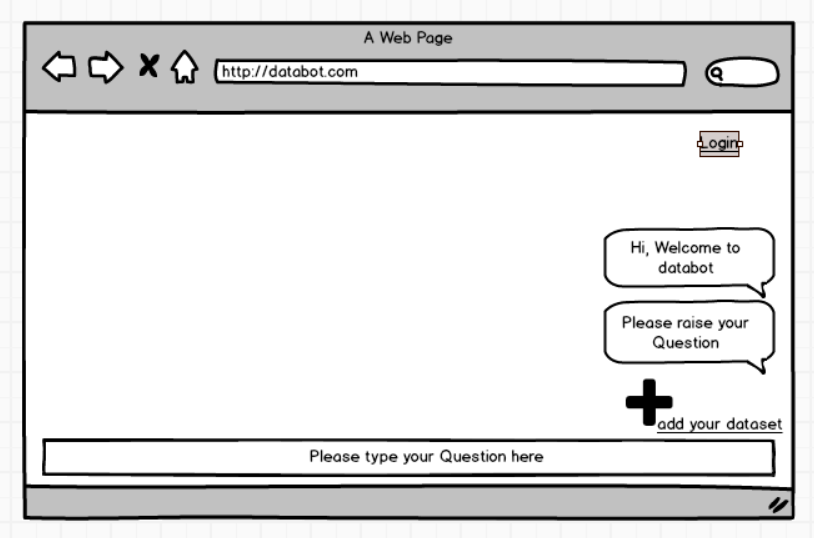 A Web Page
http://databot.com
Login
Hi, Welcome to
databot
Please raise your
Question
add your dataset
Please type your Question here